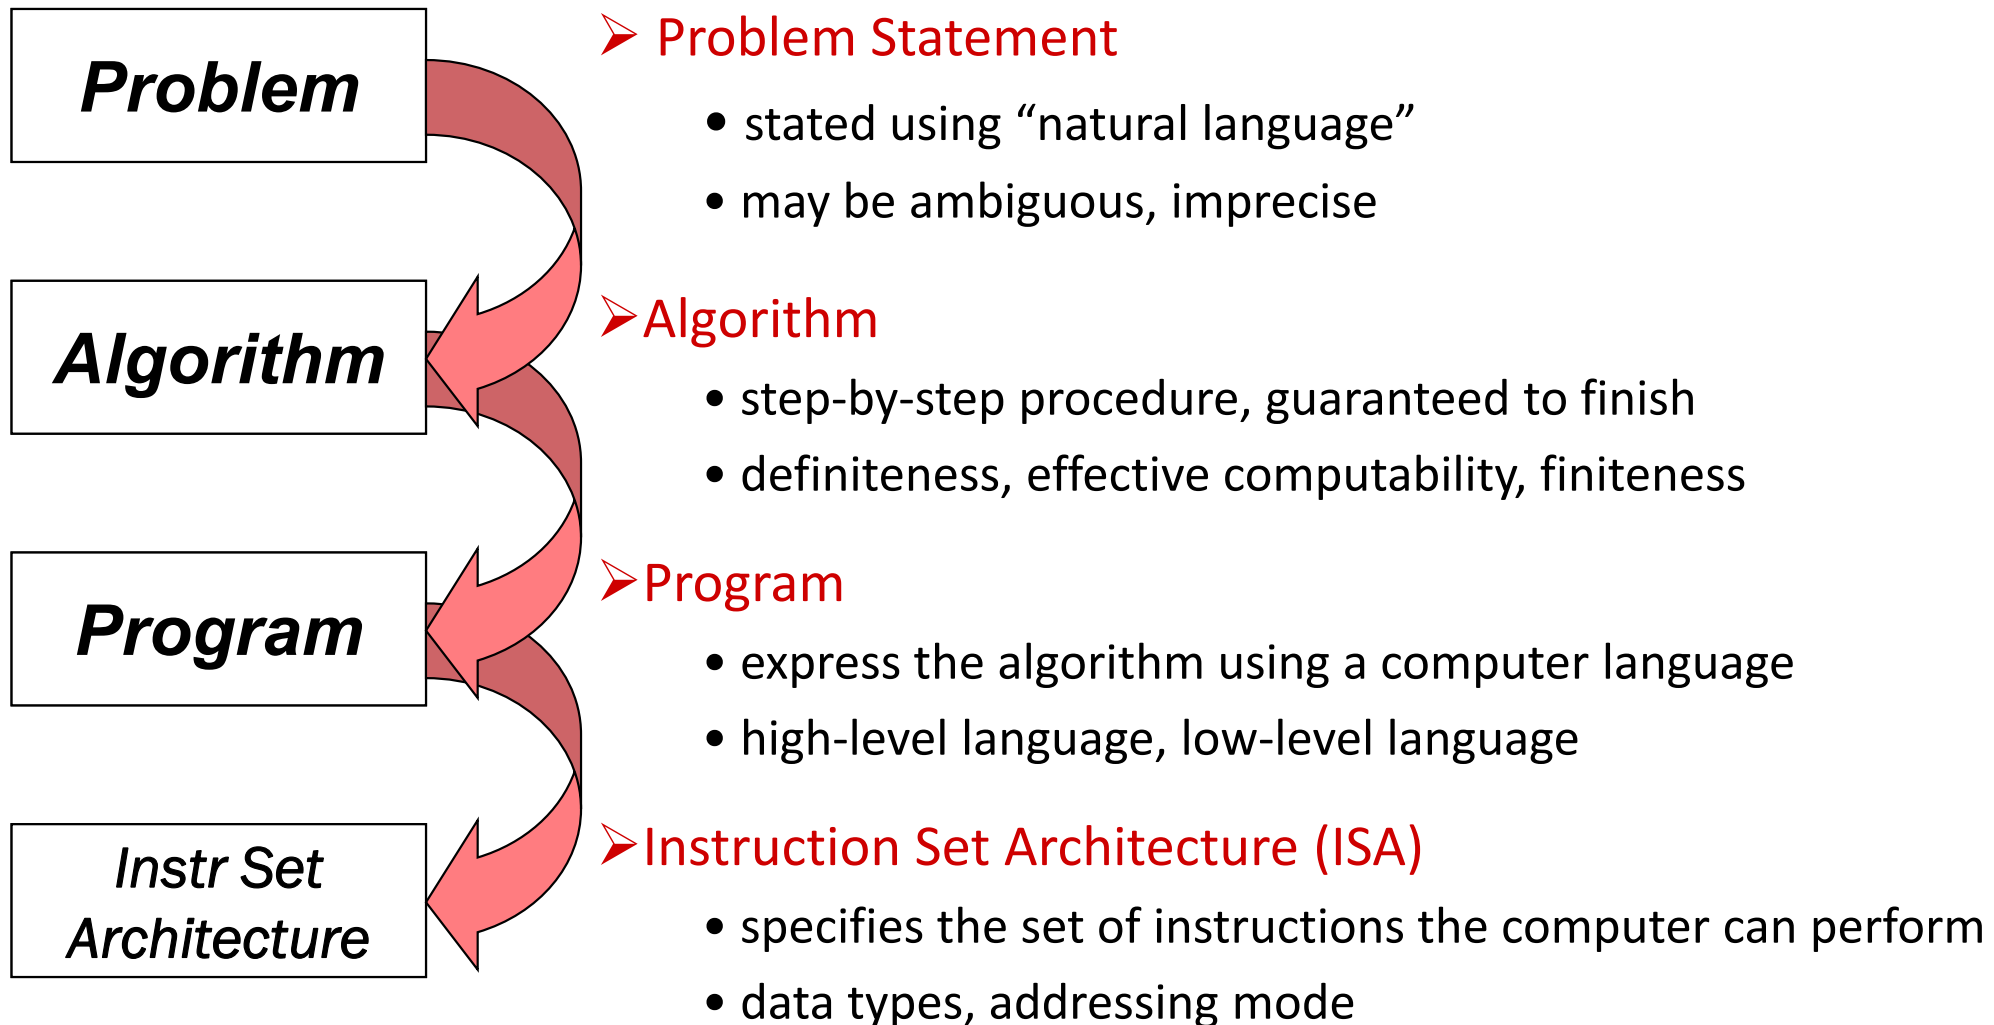 Problem
➢ Problem Statement
• stated using “natural language”
• may be ambiguous, imprecise
Algorithm
➢Algorithm
• step-by-step procedure, guaranteed to finish
• definiteness, effective computability, finiteness
Program
➢Program
• express the algorithm using a computer language
• high-level language, low-level language
Instr Set
Architecture
➢Instruction Set Architecture (ISA)
• specifies the set of instructions the computer can perform
• data types, addressing mode